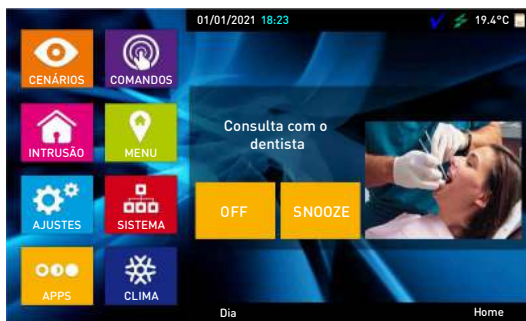 01/01/2021 18:23
19.4°C
CENÁRIOS
COMANDOS
INTRUSÃO
MENU
AJUSTES
SISTEMA
APPS
CLIMA
Consulta com o
dentista
OFF
SNOOZE
Dia
Home